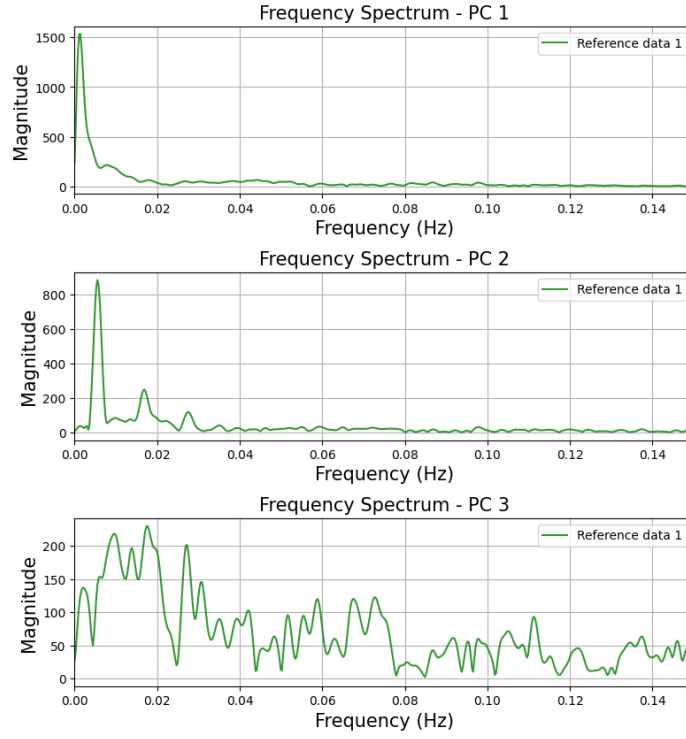 Frequency Spectrum - PC 1
Magnitude
1500
1000
500
0
Reference data 1
0.00 0.02 0.04 0.06 0.08 0.10 0.12 0.14
Frequency (Hz)
Frequency Spectrum - PC 2
Magnitude
800
600
400
200
0
Reference data 1
0.00 0.02 0.04 0.06 0.08 0.10 0.12 0.14
Frequency (Hz)
Frequency Spectrum - PC 3
Magnitude
200
150
100
50
0
Reference data 1
0.00 0.02 0.04 0.06 0.08 0.10 0.12 0.14
Frequency (Hz)